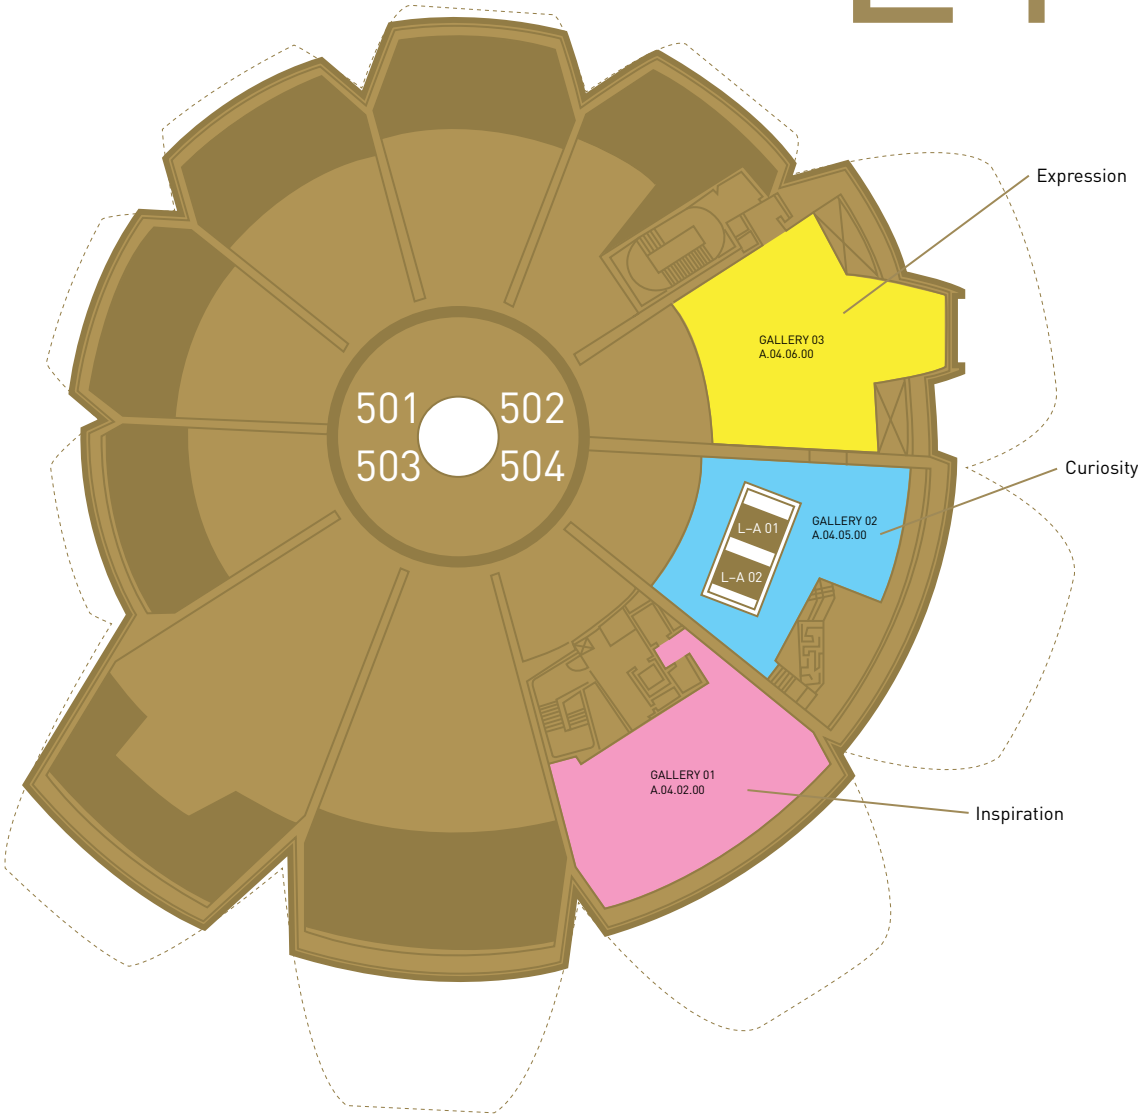 Expression
GALLERY 03
A.04.06.00
501 502
503 504
Curiosity
GALLERY 02
A.04.05.00
L–A 01
L–A 02
GALLERY 01
A.04.02.00
Inspiration